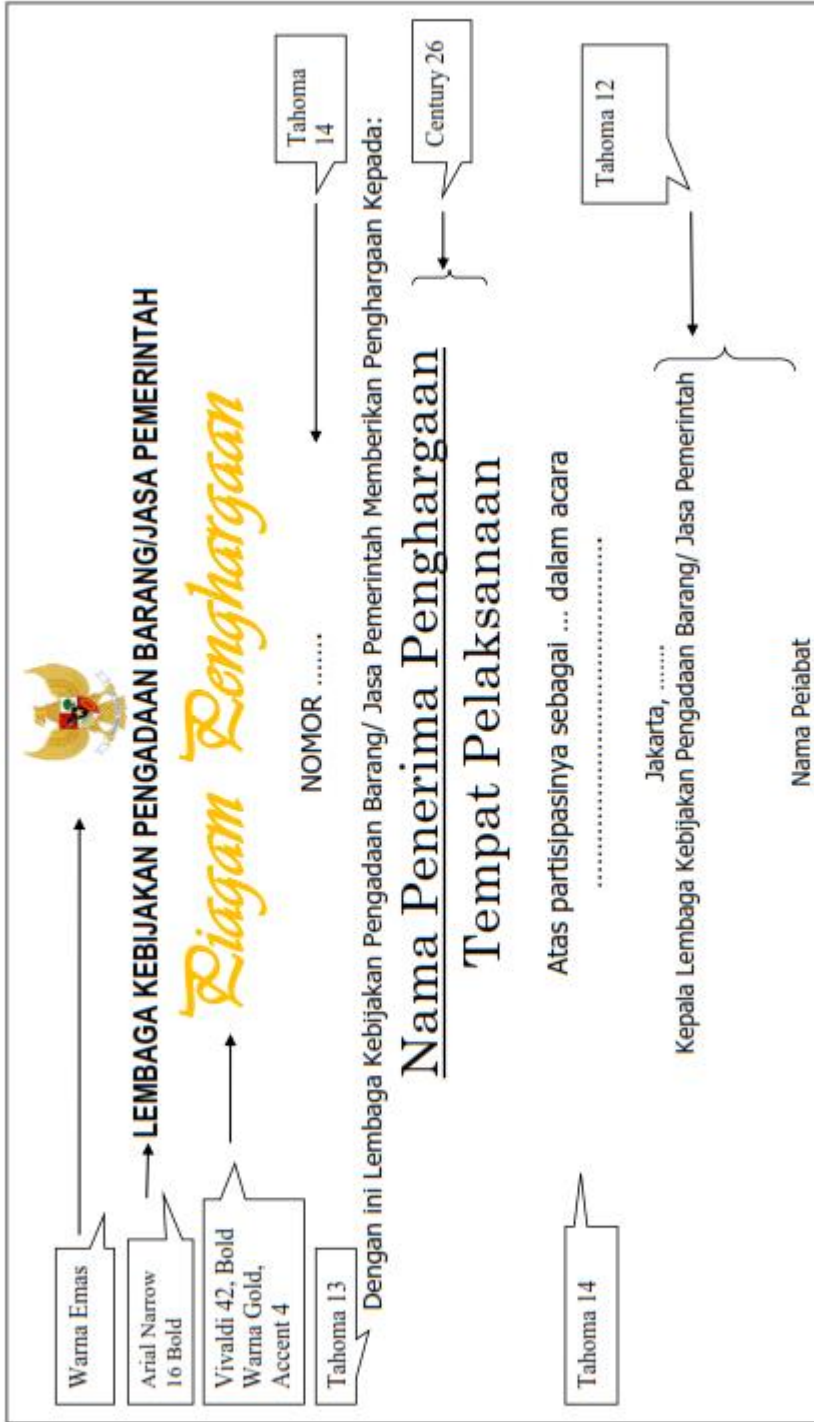 Warna Emas
Arial Narrow
16 Bold
LEMBAGA KEBIJAKAN PENGADAAN BARANG/JASA PEMERINTAH
Vivaldi 42, Bold
Warna Gold,
Accent 4
Piagam Penghargaan
NOMOR .......
Tahoma
14
Tahoma 13
Dengan ini Lembaga Kebijakan Pengadaan Barang/ Jasa Pemerintah Memberikan Penghargaan Kepada:
Nama Penerima Penghargaan
Tempat Pelaksanaan
Century 26
Tahoma 14
Atas partisipasinya sebagai ... dalam acara
........................................
Tahoma 12
Jakarta, .......
Kepala Lembaga Kebijakan Pengadaan Barang/ Jasa Pemerintah
Nama Pejabat